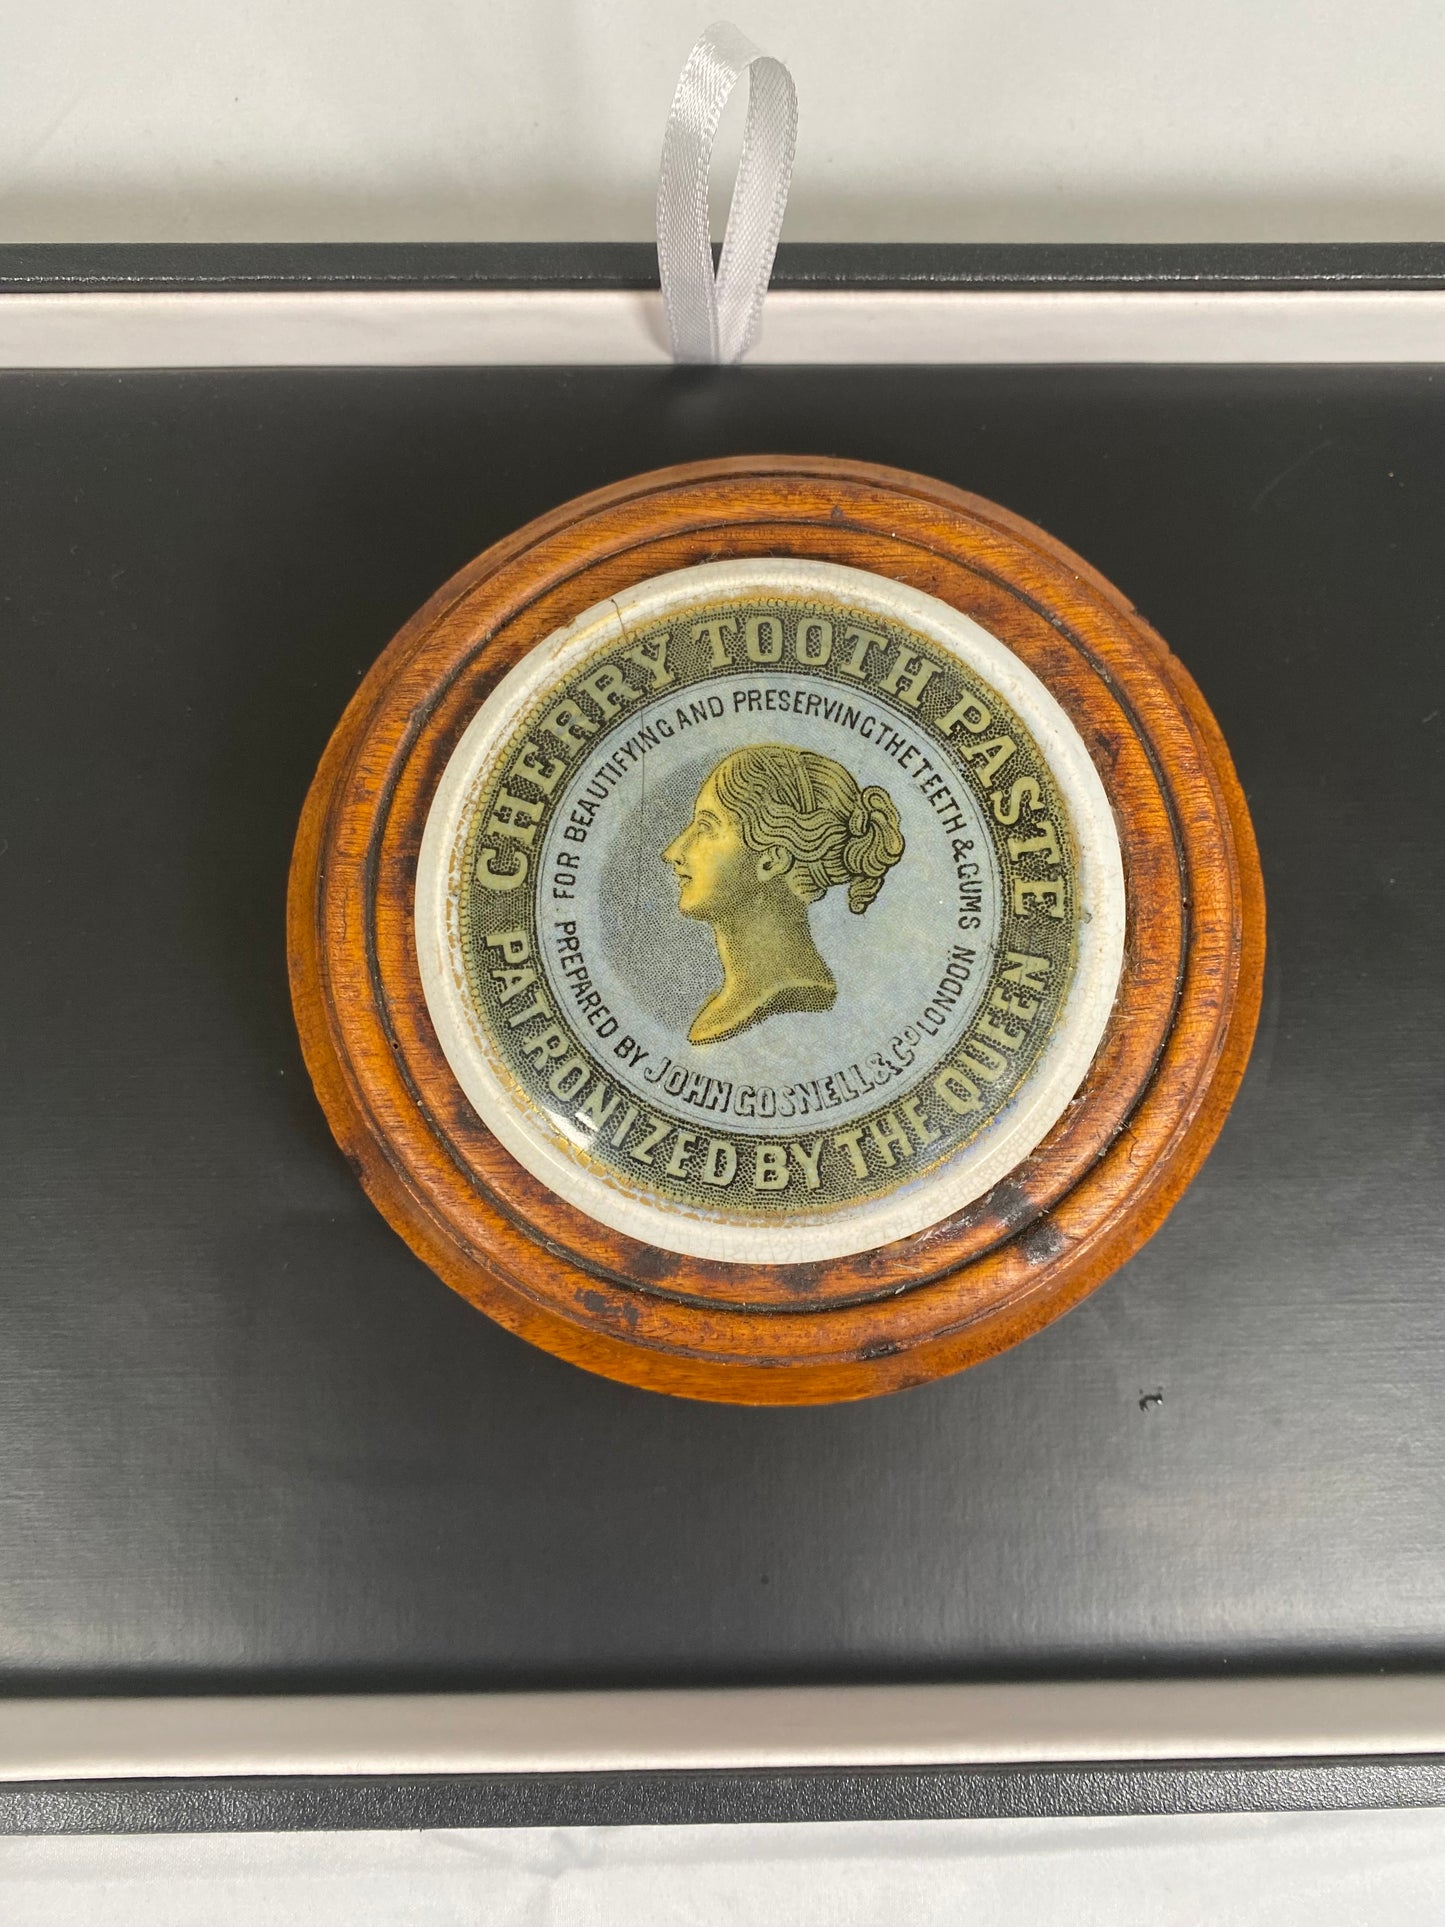 CHERRY TOOTH PASTE
FOR BEAUTIFYING AND PRESERVING THE TEETH & GUMS
PREPARED BY JOHN GOSNELL & Co LONDON
PATRONIZED BY THE QUEEN